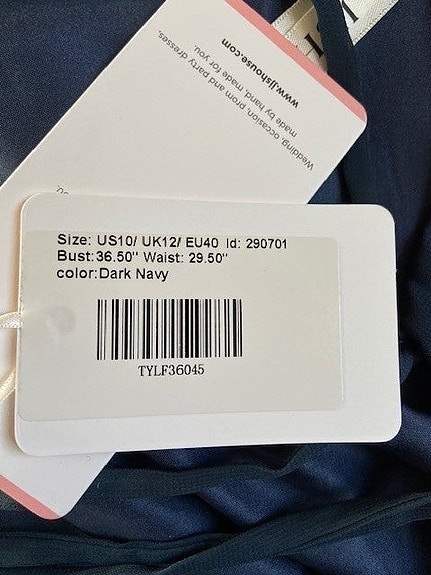 Wedding, occasion, prom and party dresses,
made by hand, made for you.
www.jjshouse.com
Size: US10/ UK12/ EU40 Id: 290701
Bust:36.50'' Waist: 29.50''
color:Dark Navy
TYLF36045